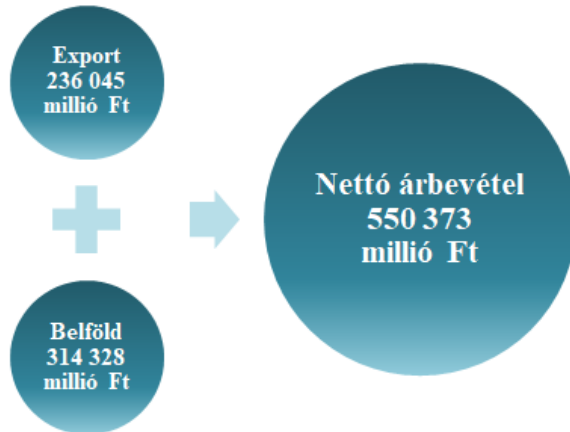 Export
236 045
millió Ft
Belföld
314 328
millió Ft
Nettó árbevétel
550 373
millió Ft